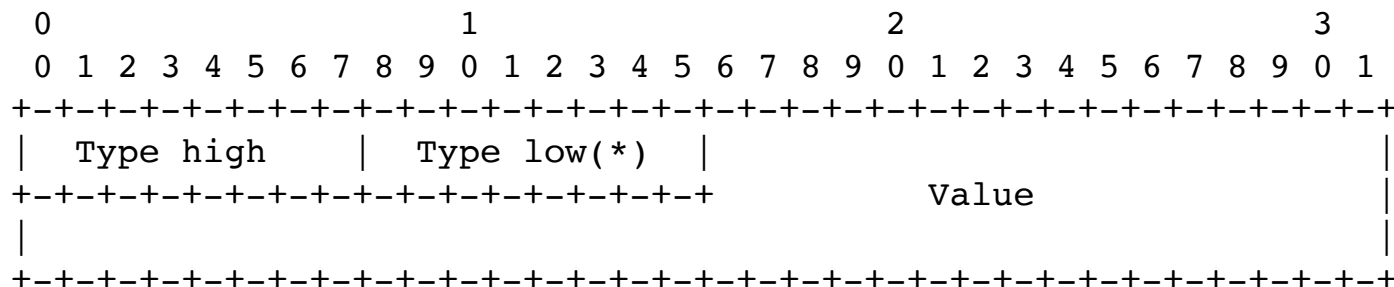 0                   1                   2                   3
 0 1 2 3 4 5 6 7 8 9 0 1 2 3 4 5 6 7 8 9 0 1 2 3 4 5 6 7 8 9 0 1
+-+-+-+-+-+-+-+-+-+-+-+-+-+-+-+-+-+-+-+-+-+-+-+-+-+-+-+-+-+-+-+-+
|  Type high    |  Type low(*)  |                               |
+-+-+-+-+-+-+-+-+-+-+-+-+-+-+-+-+          Value                |
|                                                               |
+-+-+-+-+-+-+-+-+-+-+-+-+-+-+-+-+-+-+-+-+-+-+-+-+-+-+-+-+-+-+-+-+